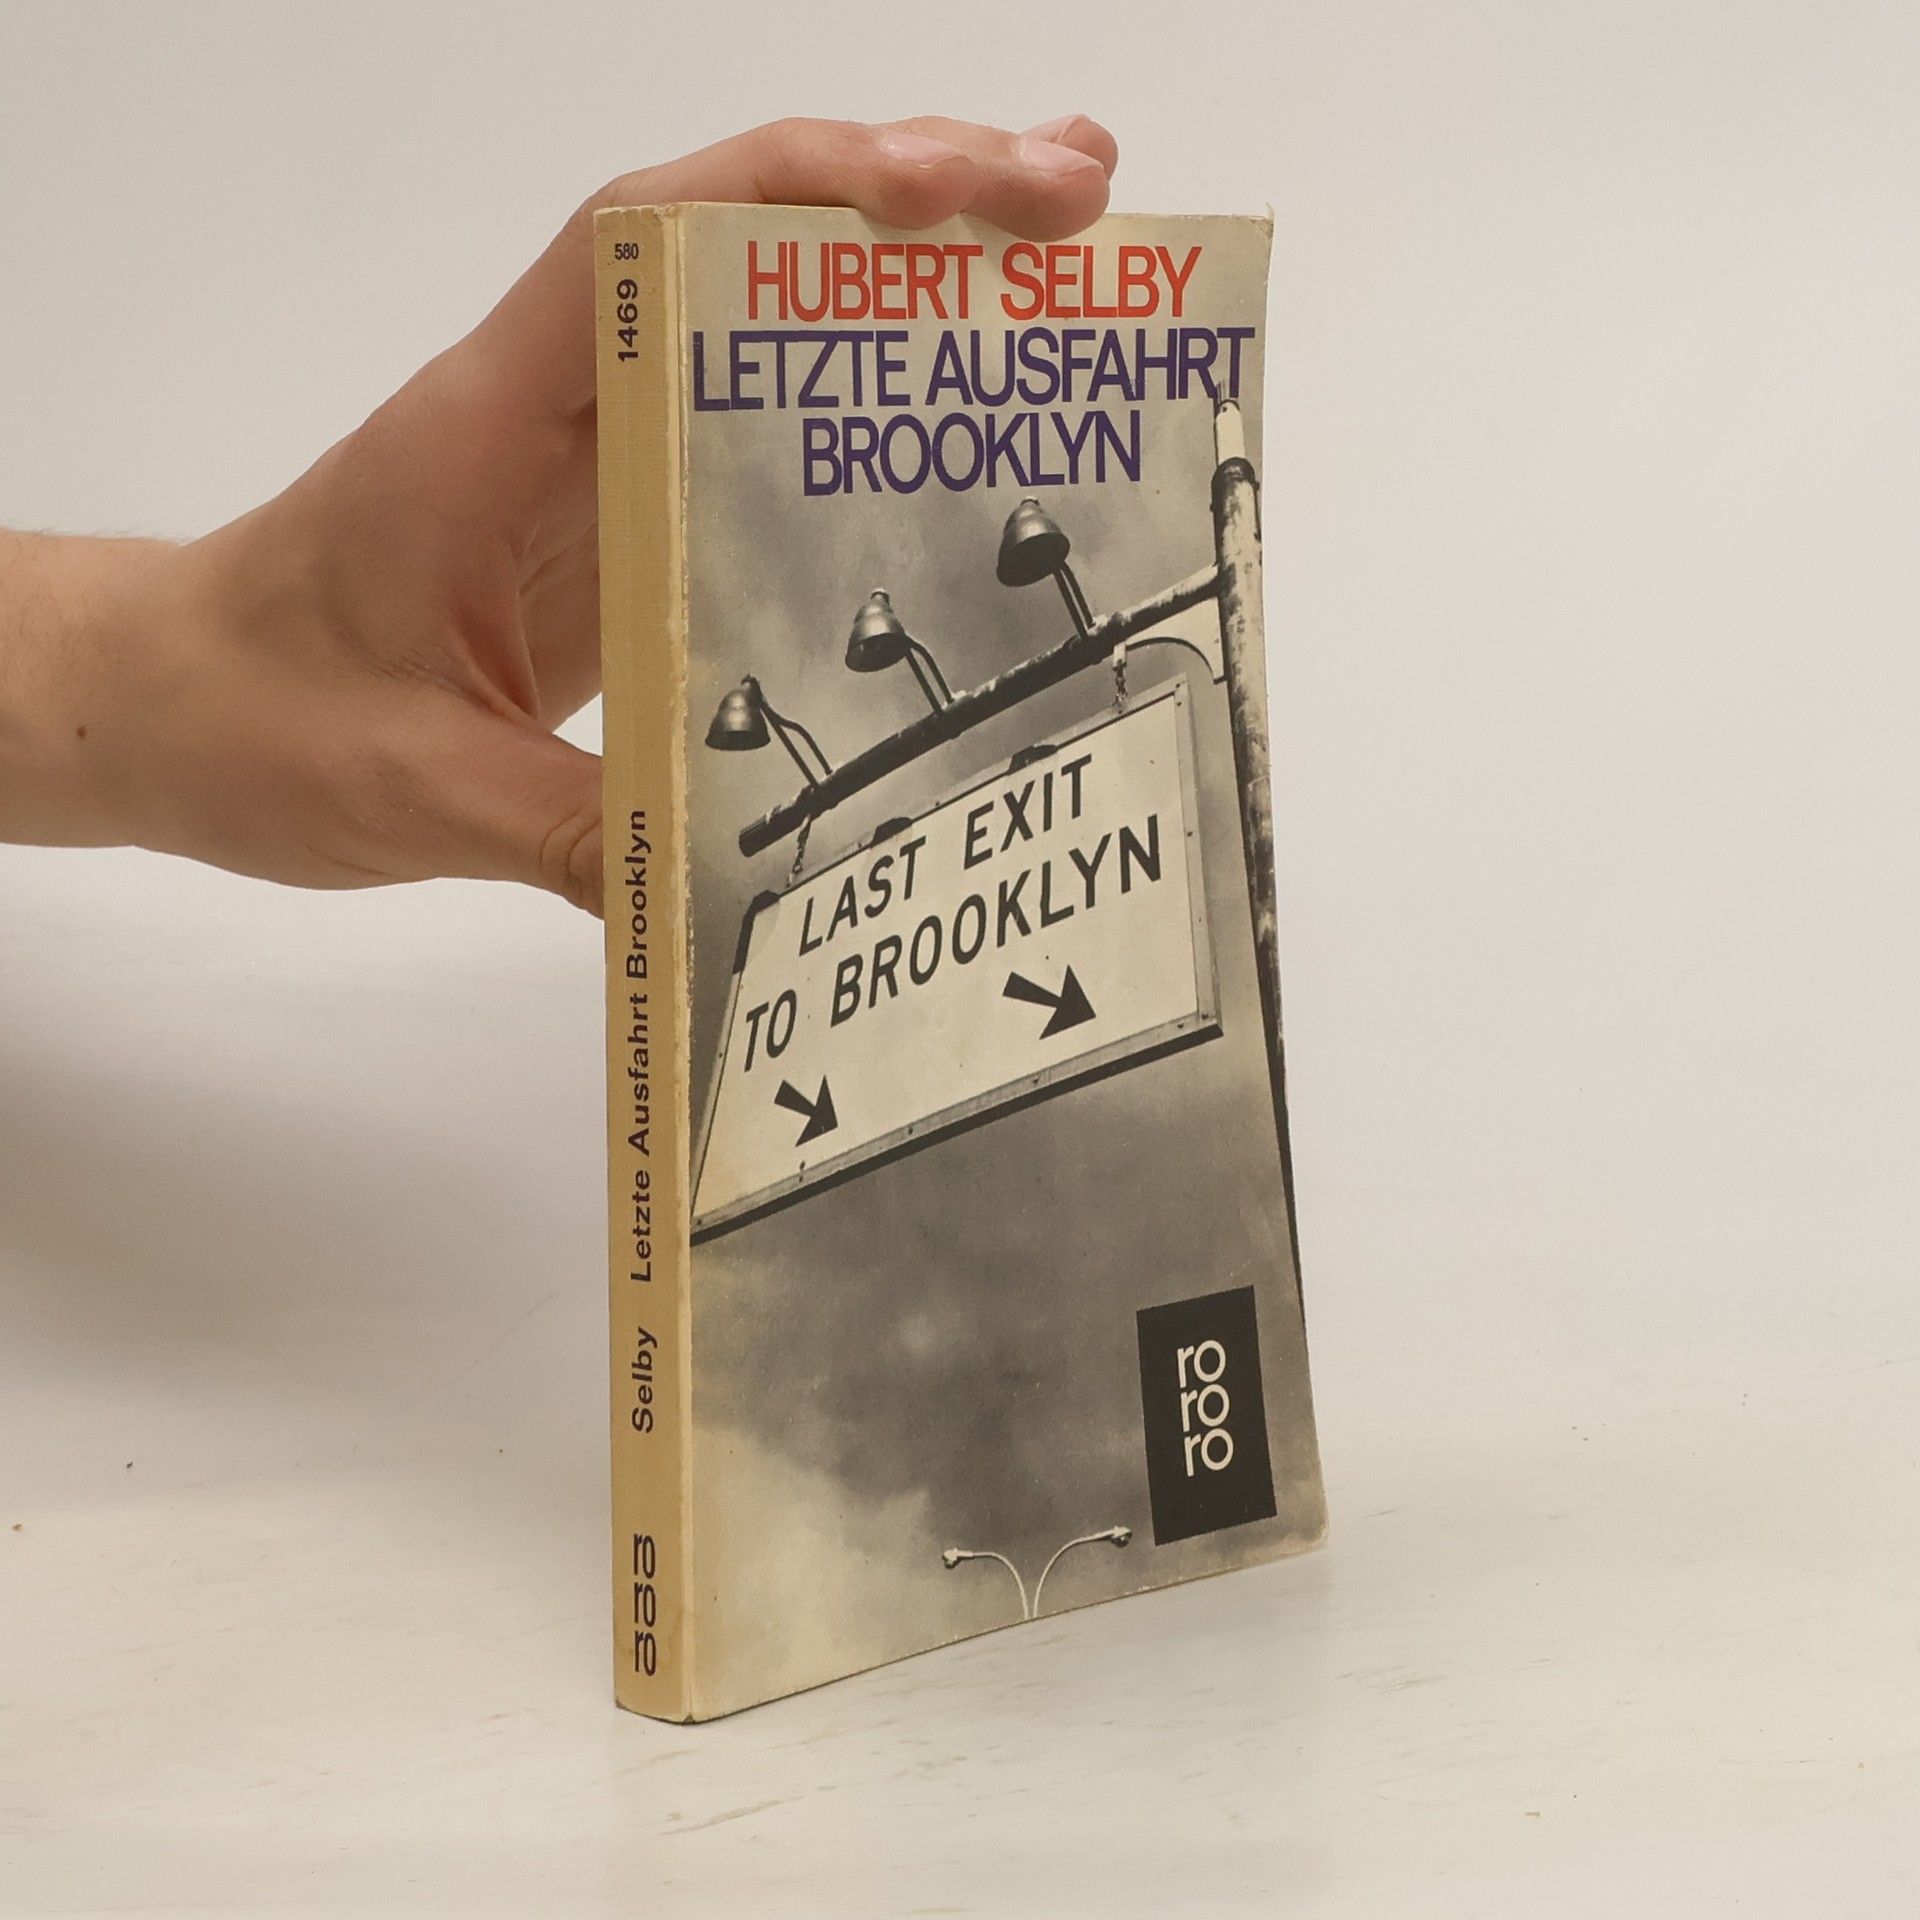 580
1469
Selby Letzte Ausfahrt Brooklyn
ro
ro
ro
HUBERT SELBY
LETZTE AUSFAHRT
BROOKLYN
LAST EXIT
TO BROOKLYN
ro
ro
ro